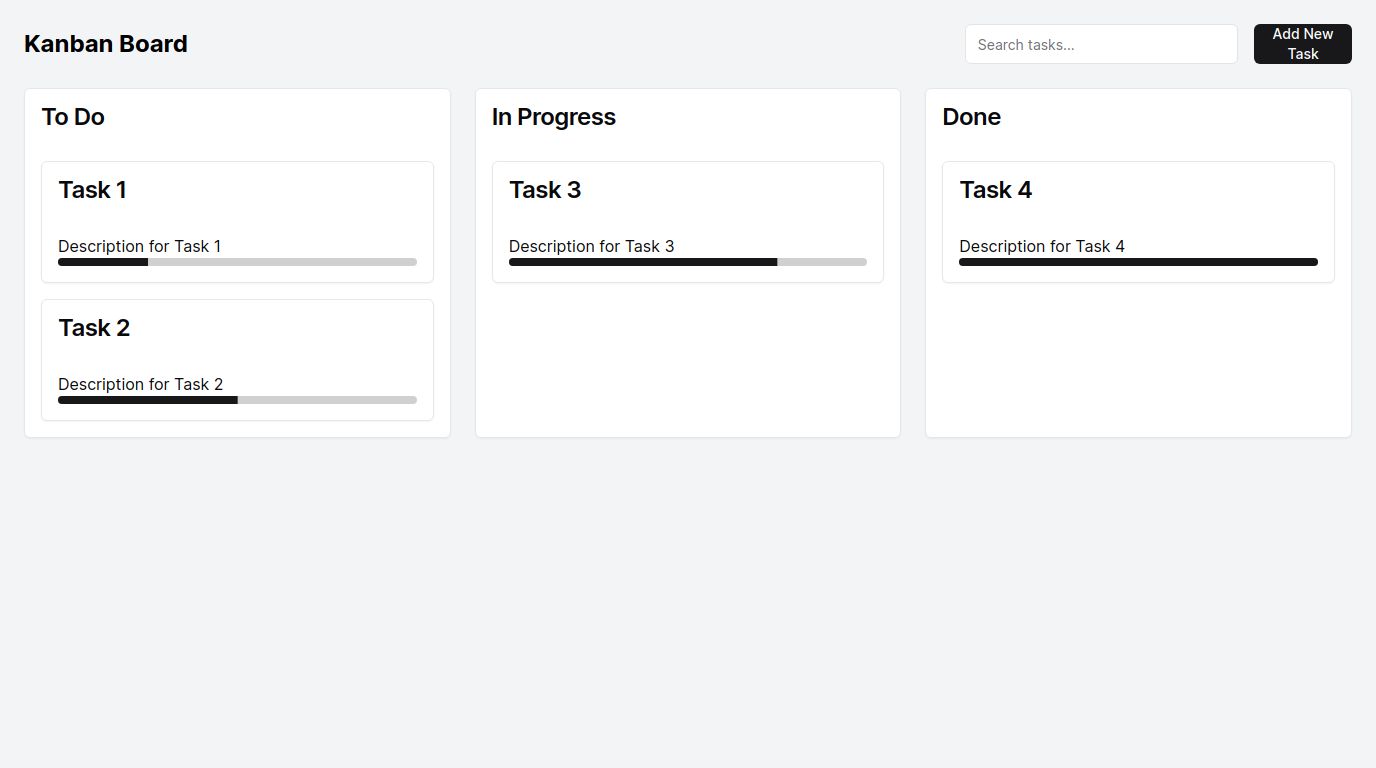 Kanban Board
Search tasks...
Add New
Task
To Do
Task 1
Description for Task 1
Task 2
Description for Task 2
In Progress
Task 3
Description for Task 3
Done
Task 4
Description for Task 4